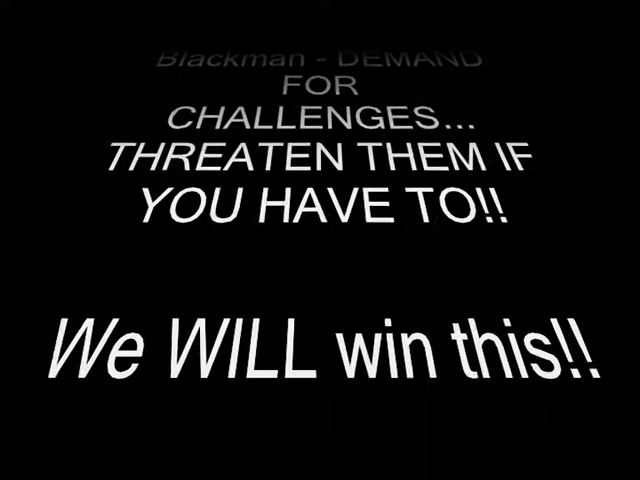 Blackman - DEMAND
FOR
CHALLENGES...
THREATEN THEM IF
YOU HAVE TO!!
We WILL win this!!